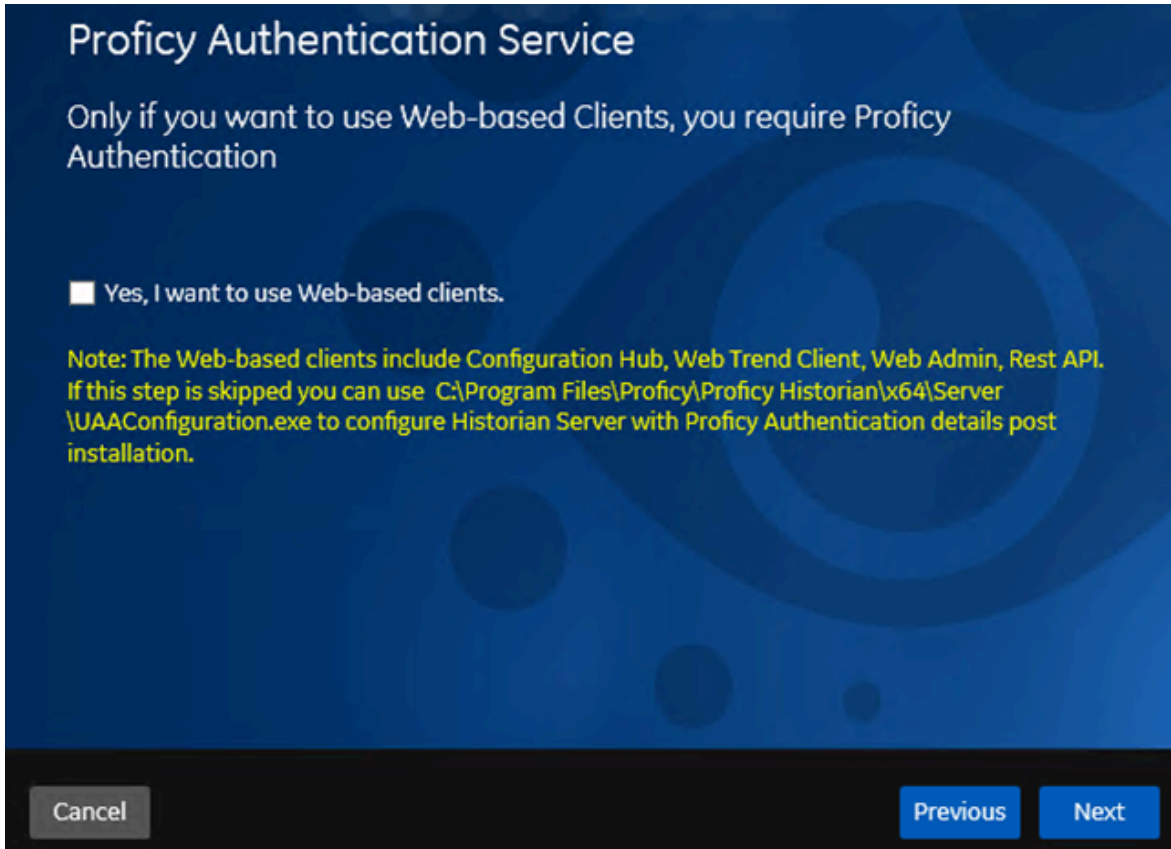 Proficy Authentication Service
Only if you want to use Web-based Clients, you require Proficy
Authentication
Yes, I want to use Web-based clients.
Note: The Web-based clients include Configuration Hub, Web Trend Client, Web Admin, Rest API.
If this step is skipped you can use  C:\Program Files\Proficy\Proficy Historian\x64\Server
\UAAConfiguration.exe to configure Historian Server with Proficy Authentication details post
installation.
Cancel
Previous
Next